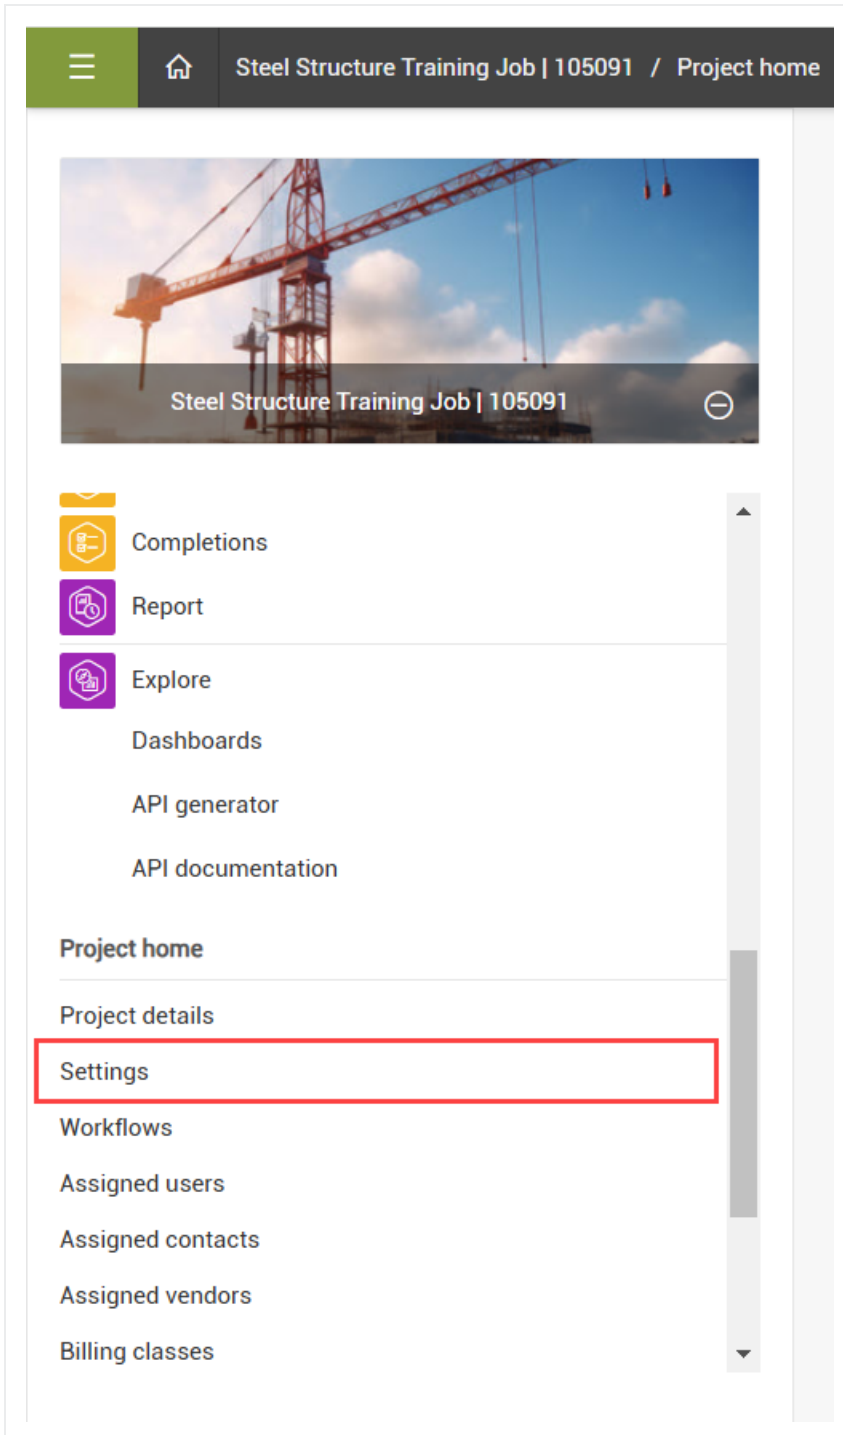 Steel Structure Training Job | 105091 / Project home
Steel Structure Training Job | 105091
Completions
Report
Explore
Dashboards
API generator
API documentation
Project home
Project details
Settings
Workflows
Assigned users
Assigned contacts
Assigned vendors
Billing classes